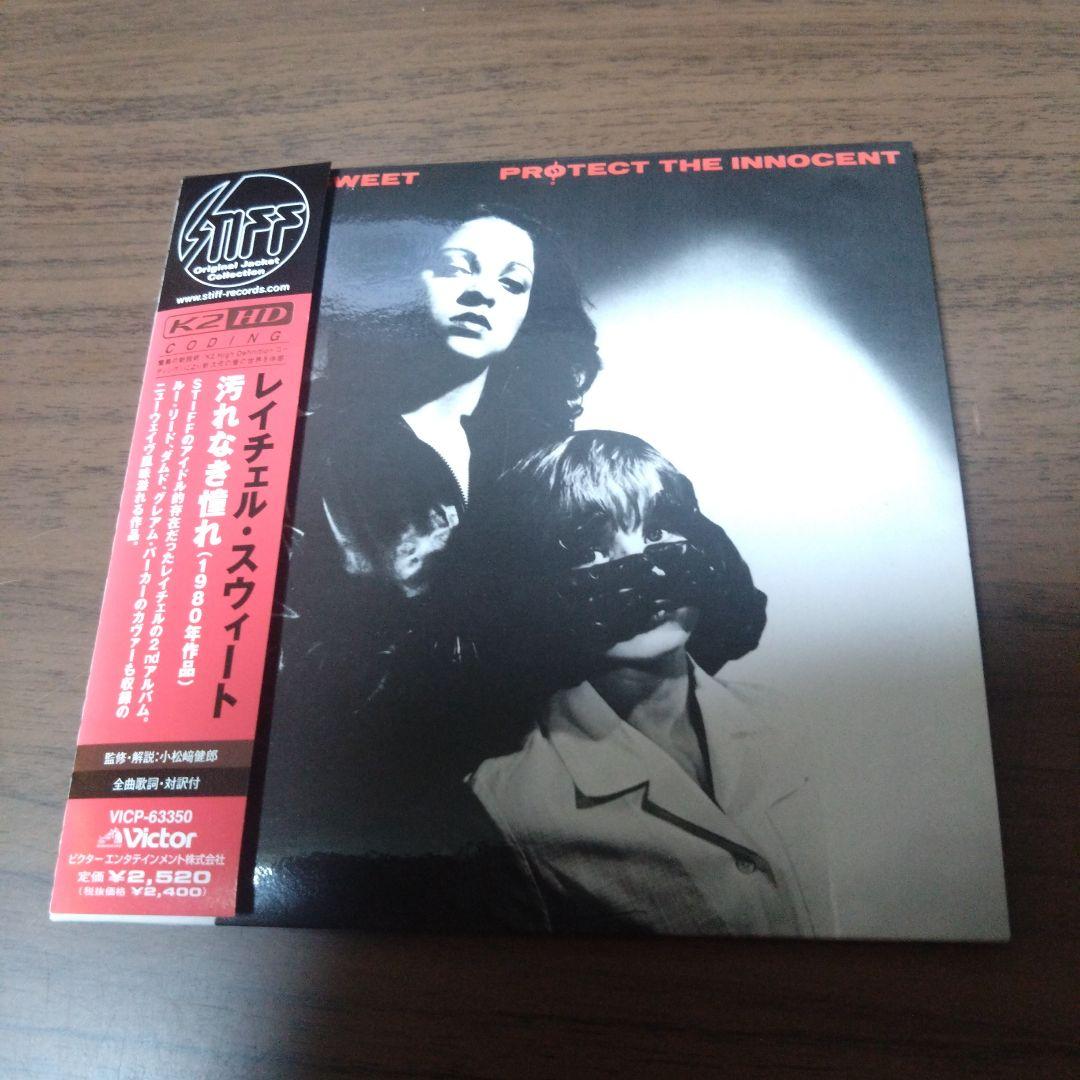 STIFF
Original Jacket
Collection
www.stiff-records.com
K2 HD
CODING
レイチェル・スウィート
汚れなき憧れ(1980年作品)
STIFFのアイドル的存在だったレイチェルの2ndアルバム。
ルー・リード、ダムド、グレアム・パーカーのカヴァーも収録の
ニューウェイヴ風味溢れる作品。
監修・解説:小松﨑健郎
全曲歌詞・対訳付
VICP-63350
Victor
ビクターエンタテインメント株式会社
定価 ¥2,520
(税抜価格 ¥2,400)
WEET PRØTECT THE INNOCENT